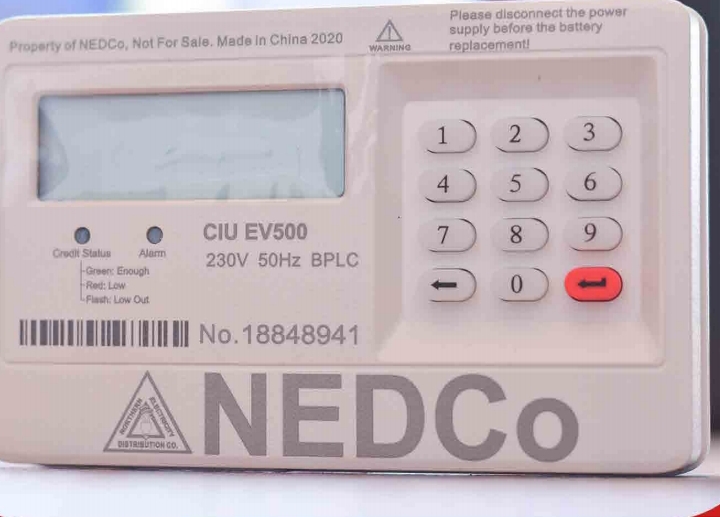 Property of NEDCo, Not For Sale. Made in China 2020
WARNING
Please disconnect the power
supply before the battery
replacement!
1 2 3
4 5 6
7 8 9
← 0 ↵
CIU EV500
230V 50Hz BPLC
Credit Status
Alarm
Green: Enough
Red: Low
Flash: Low Out
No.18848941
NORTHERN ELECTRICITY
DISTRIBUTION CO.
NEDCo